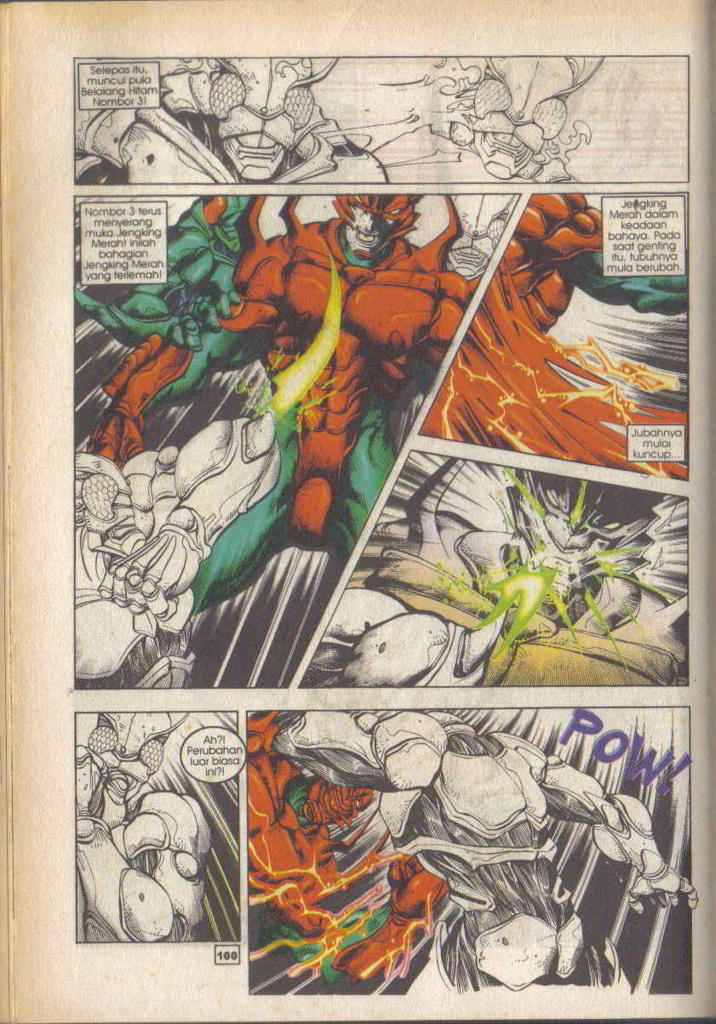 Selepas itu,
muncul pula
Belalang Hitam
Nombor 3!
Nombor 3 terus
menyerang
muka Jengking
Merah! Inilah
bahagian
Jengking Merah
yang terlemah!
Jengking
Merah dalam
keadaan
bahaya. Pada
saat genting
itu, tubuhnya
mula berubah.
Jubahnya
mulai
kuncup...
Ah?!
Perubahan
luar biasa
ini?!
POW!
100